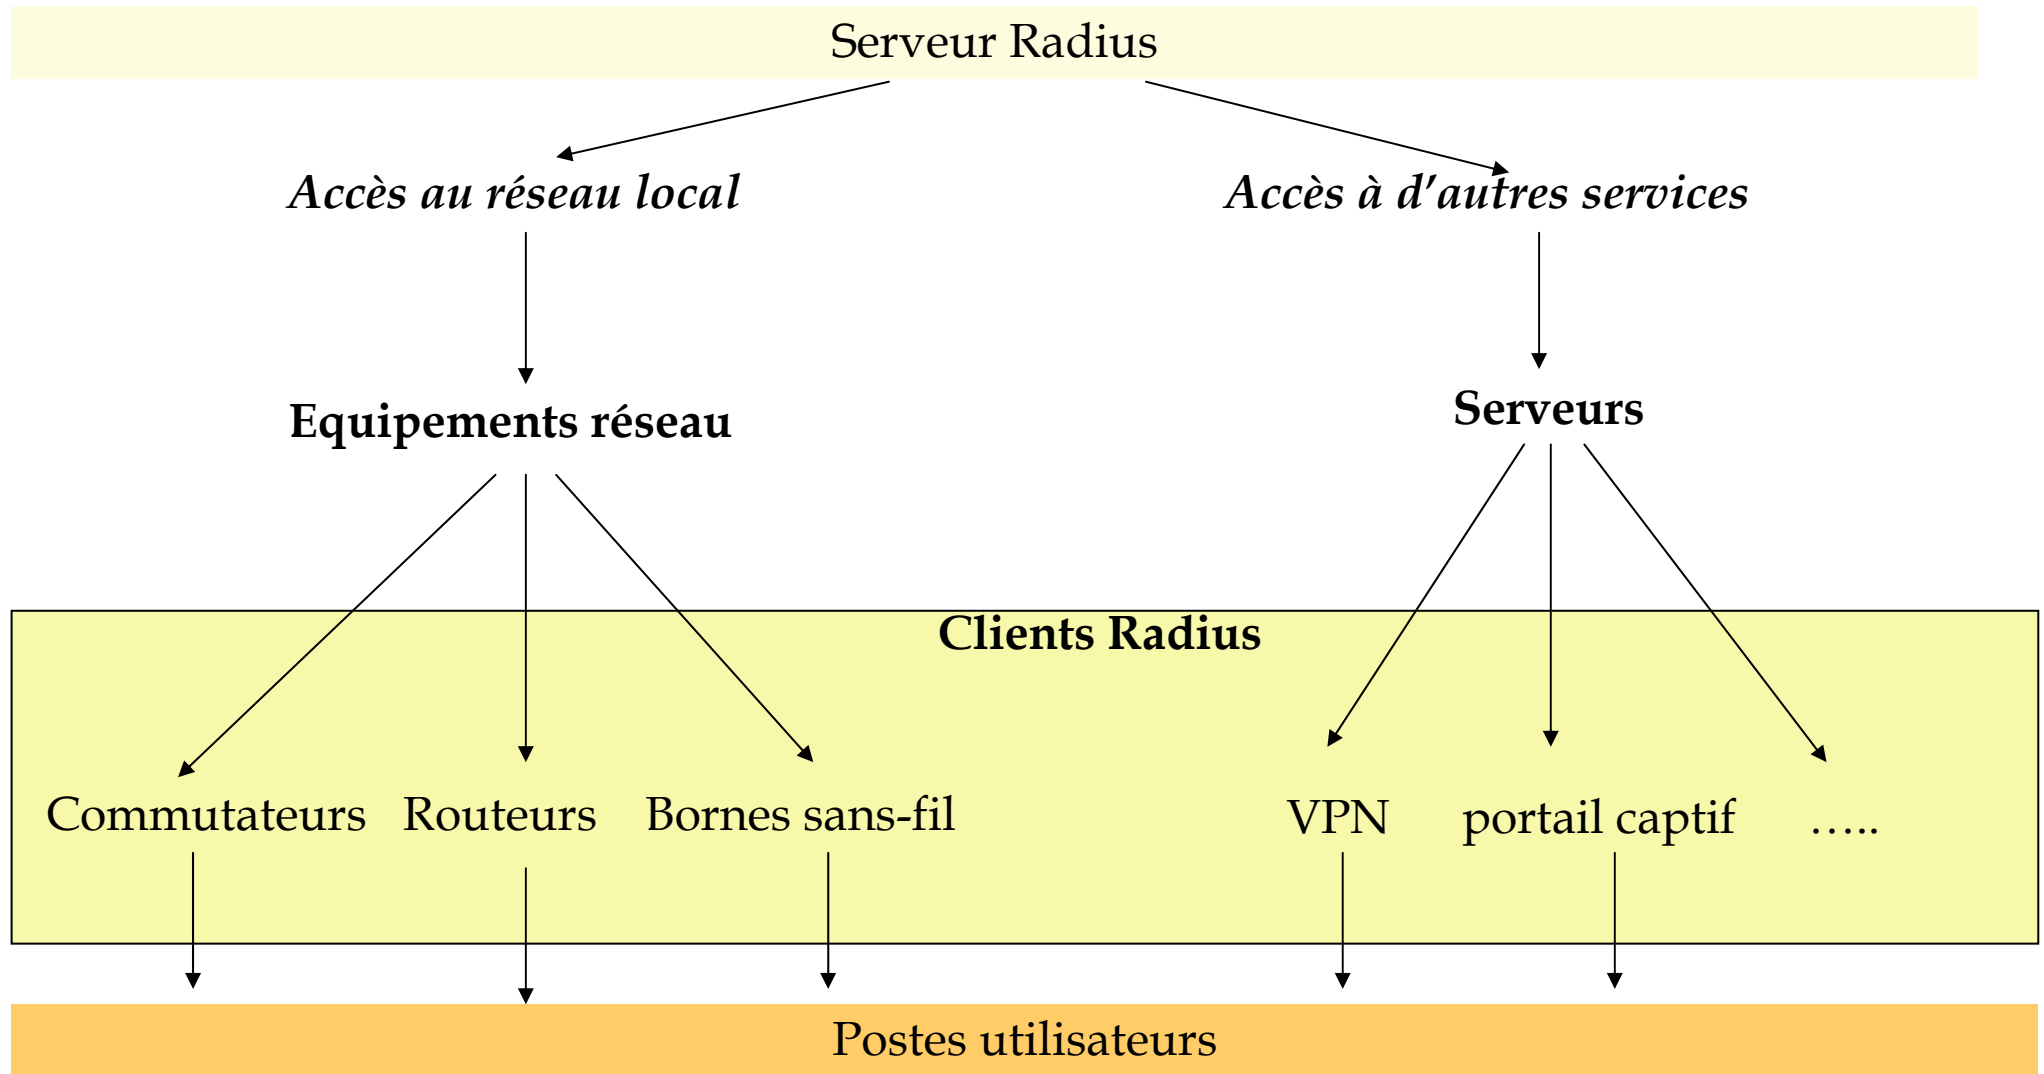 Serveur Radius
Accès au réseau local
Accès à d’autres services
Equipements réseau
Serveurs
Clients Radius
Commutateurs
Routeurs
Bornes sans-fil
VPN
portail captif
…..
Postes utilisateurs